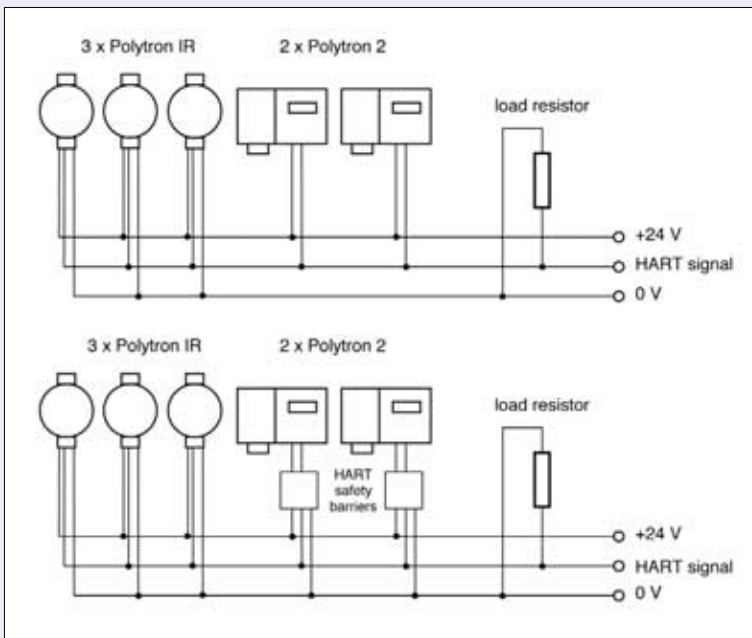 3 x Polytron IR 2 x Polytron 2
load resistor
+24 V
HART signal
0 V
3 x Polytron IR 2 x Polytron 2
load resistor
HART
safety
barriers
+24 V
HART signal
0 V